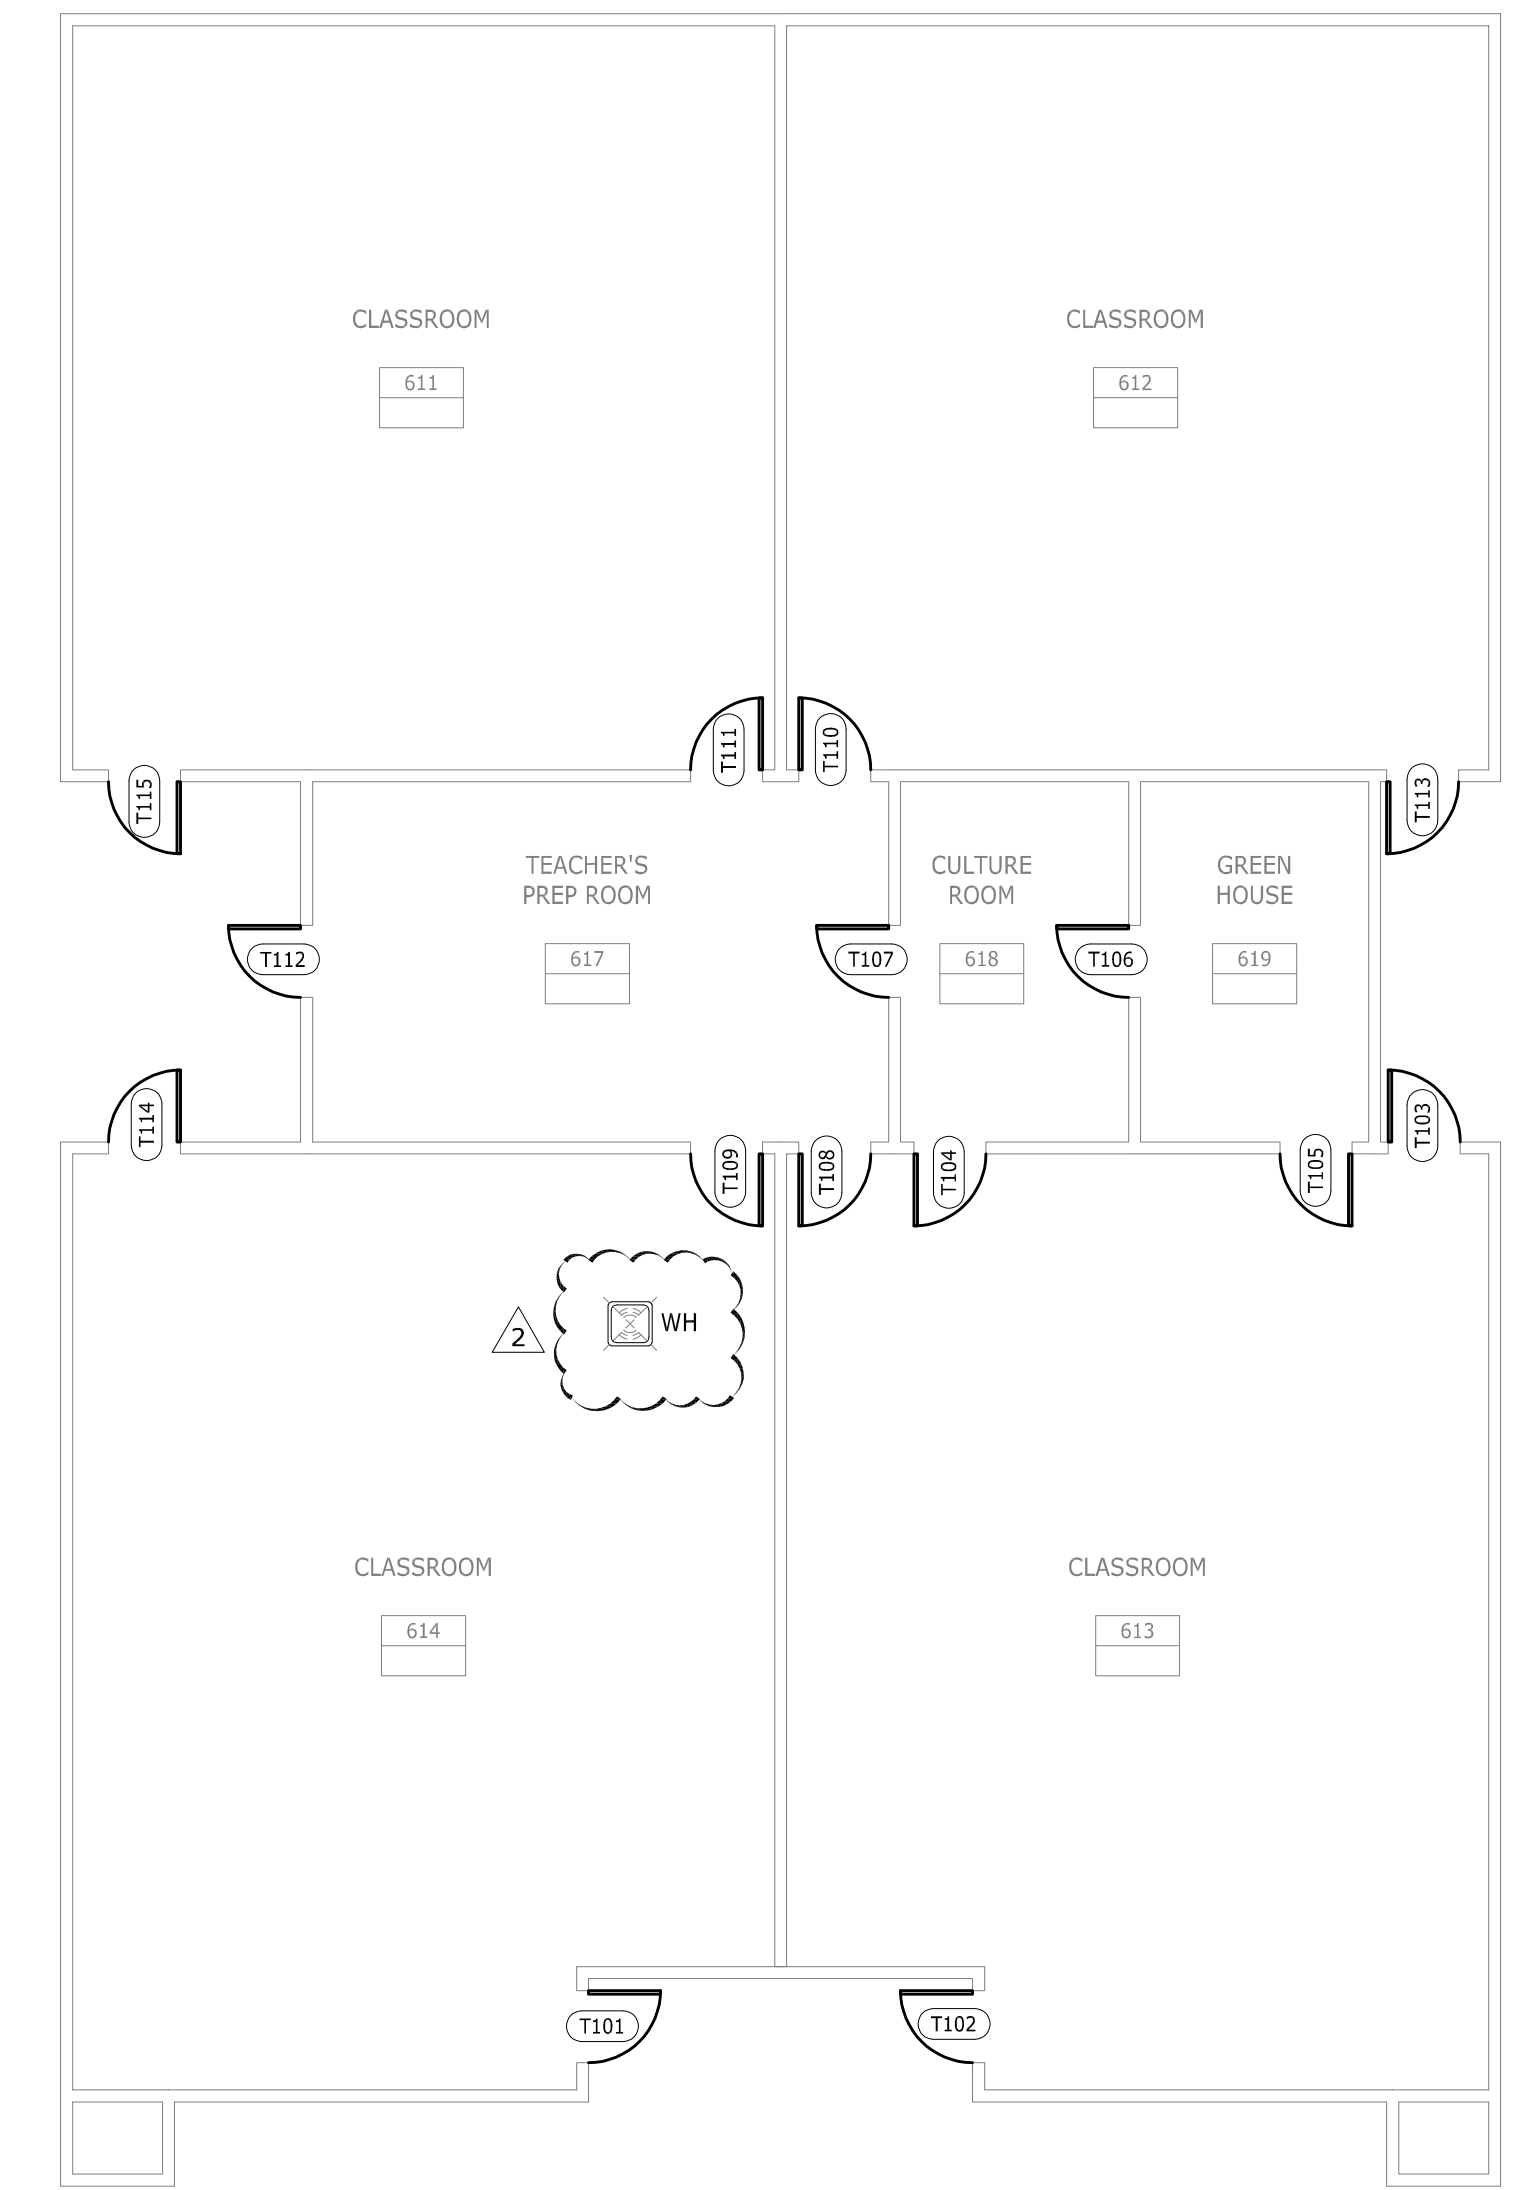 CLASSROOM
611
CLASSROOM
612
T111
T110
T115
T113
TEACHER'S
PREP ROOM
617
CULTURE
ROOM
618
GREEN
HOUSE
619
T112
T107
T106
T114
T103
T109
T108
T104
T105
2
WH
CLASSROOM
614
CLASSROOM
613
T101
T102